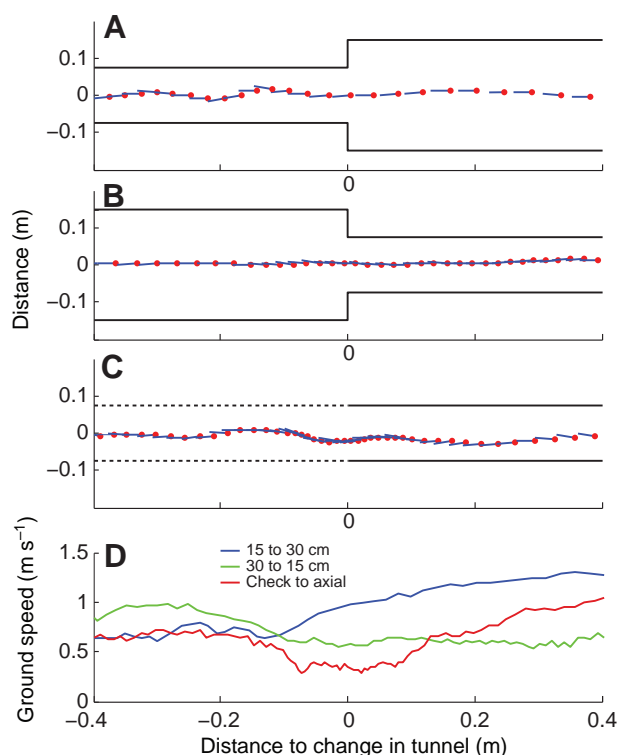 A
0.1
0
−0.1
0
B
0.1
0
−0.1
0
Distance (m)
C
0.1
0
−0.1
0
D
15 to 30 cm
30 to 15 cm
Check to axial
1.5
1
0.5
0
Ground speed (m s−1)
−0.4
−0.2
0
0.2
0.4
Distance to change in tunnel (m)